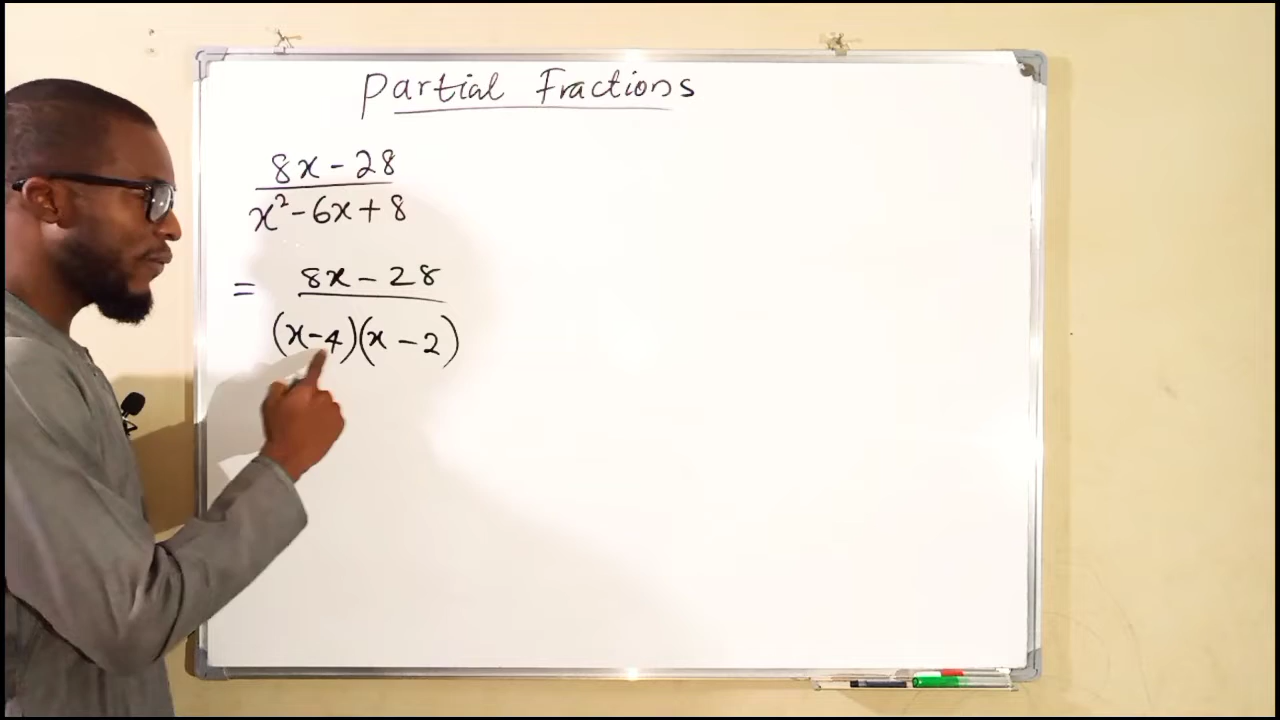 Partial Fractions
8x - 28
x² - 6x + 8
= 8x - 28
(x - 4)(x - 2)